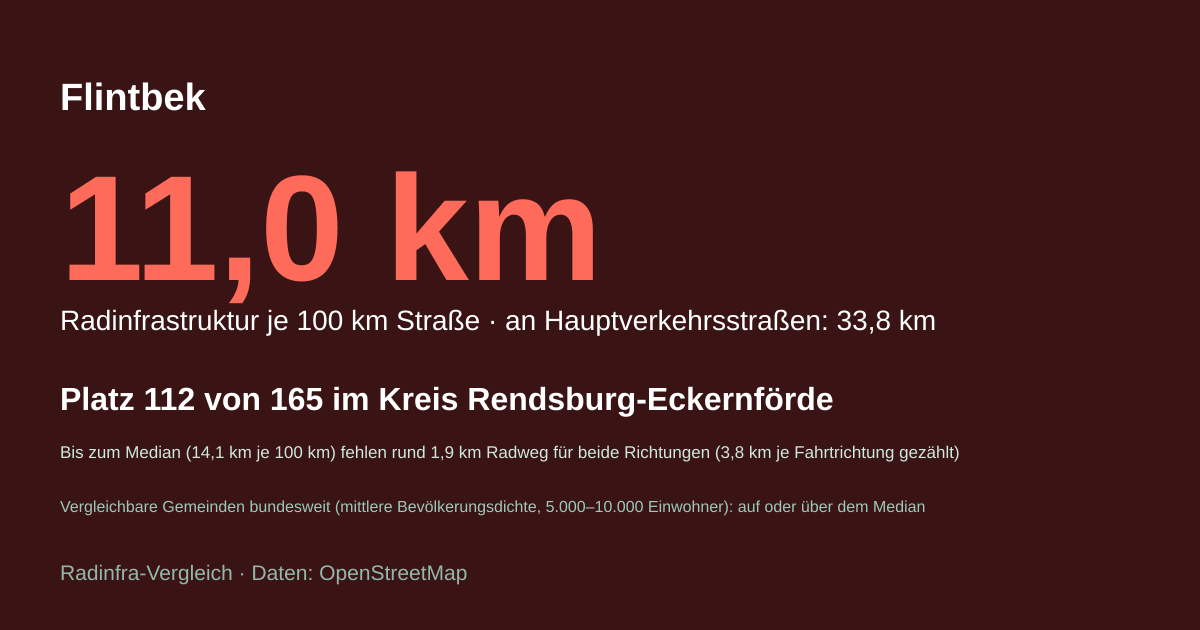 Flintbek
11,0 km
Radinfrastruktur je 100 km Straße · an Hauptverkehrsstraßen: 33,8 km
Platz 112 von 165 im Kreis Rendsburg-Eckernförde
Bis zum Median (14,1 km je 100 km) fehlen rund 1,9 km Radweg für beide Richtungen (3,8 km je Fahrtrichtung gezählt)
Vergleichbare Gemeinden bundesweit (mittlere Bevölkerungsdichte, 5.000–10.000 Einwohner): auf oder über dem Median
Radinfra-Vergleich · Daten: OpenStreetMap